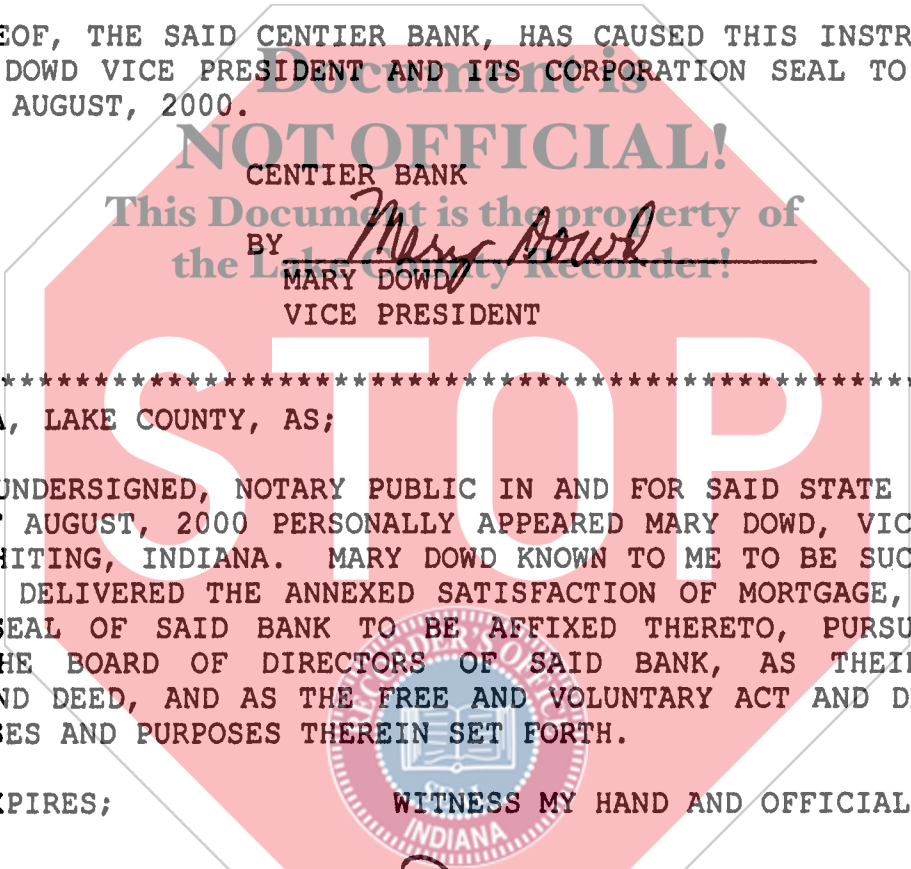 EOF, THE SAID CENTIER BANK, HAS CAUSED THIS INSTR
DOWD VICE PRESIDENT AND ITS CORPORATION SEAL TO
AUGUST, 2000.
Document is
NOT OFFICIAL!
This Document is the property of
the Lake County Recorder!
CENTIER BANK
BY Mary Dowd
MARY DOWD
VICE PRESIDENT
STOP
************************************************
A, LAKE COUNTY, AS;
UNDERSIGNED, NOTARY PUBLIC IN AND FOR SAID STATE
AUGUST, 2000 PERSONALLY APPEARED MARY DOWD, VIC
HITING, INDIANA. MARY DOWD KNOWN TO ME TO BE SUC
DELIVERED THE ANNEXED SATISFACTION OF MORTGAGE,
SEAL OF SAID BANK TO BE AFFIXED THERETO, PURSU
HE BOARD OF DIRECTORS OF SAID BANK, AS THEI
ND DEED, AND AS THE FREE AND VOLUNTARY ACT AND D
SES AND PURPOSES THEREIN SET FORTH.
XPIRES; WITNESS MY HAND AND OFFICIAL
RECORDER'S OF
SEAL
INDIANA